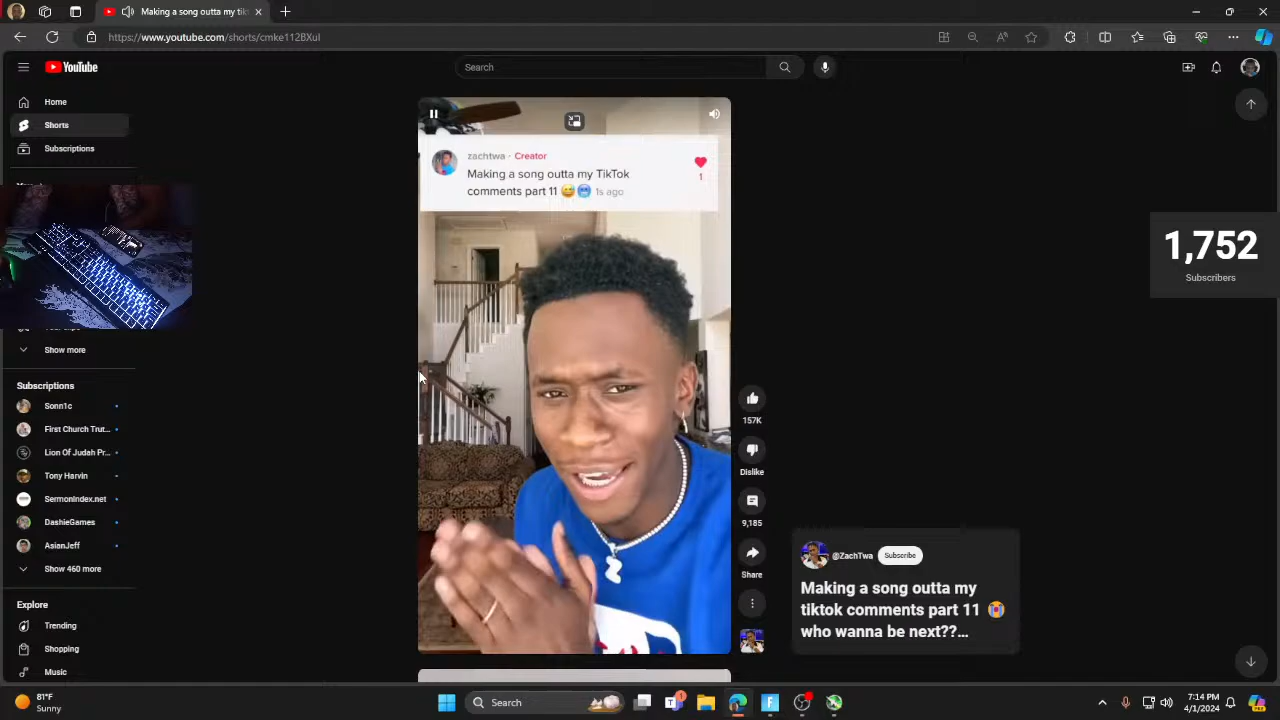 Making a song outta my tik
https://www.youtube.com/shorts/cmke112BXuI
YouTube
Search
Home
Shorts
Subscriptions
Show more
Subscriptions
Sonn1c
First Church Trut...
Lion Of Judah Pr...
Tony Harvin
SermonIndex.net
DashieGames
AsianJeff
Show 460 more
Explore
Trending
Shopping
Music
zachtwa · Creator
Making a song outta my TikTok
comments part 11 😅🥶 1s ago
1
157K
Dislike
9,185
Share
@ZachTwa Subscribe
Making a song outta my
tiktok comments part 11 😭
who wanna be next??...
1,752
Subscribers
81°F
Sunny
Search
7:14 PM
4/3/2024